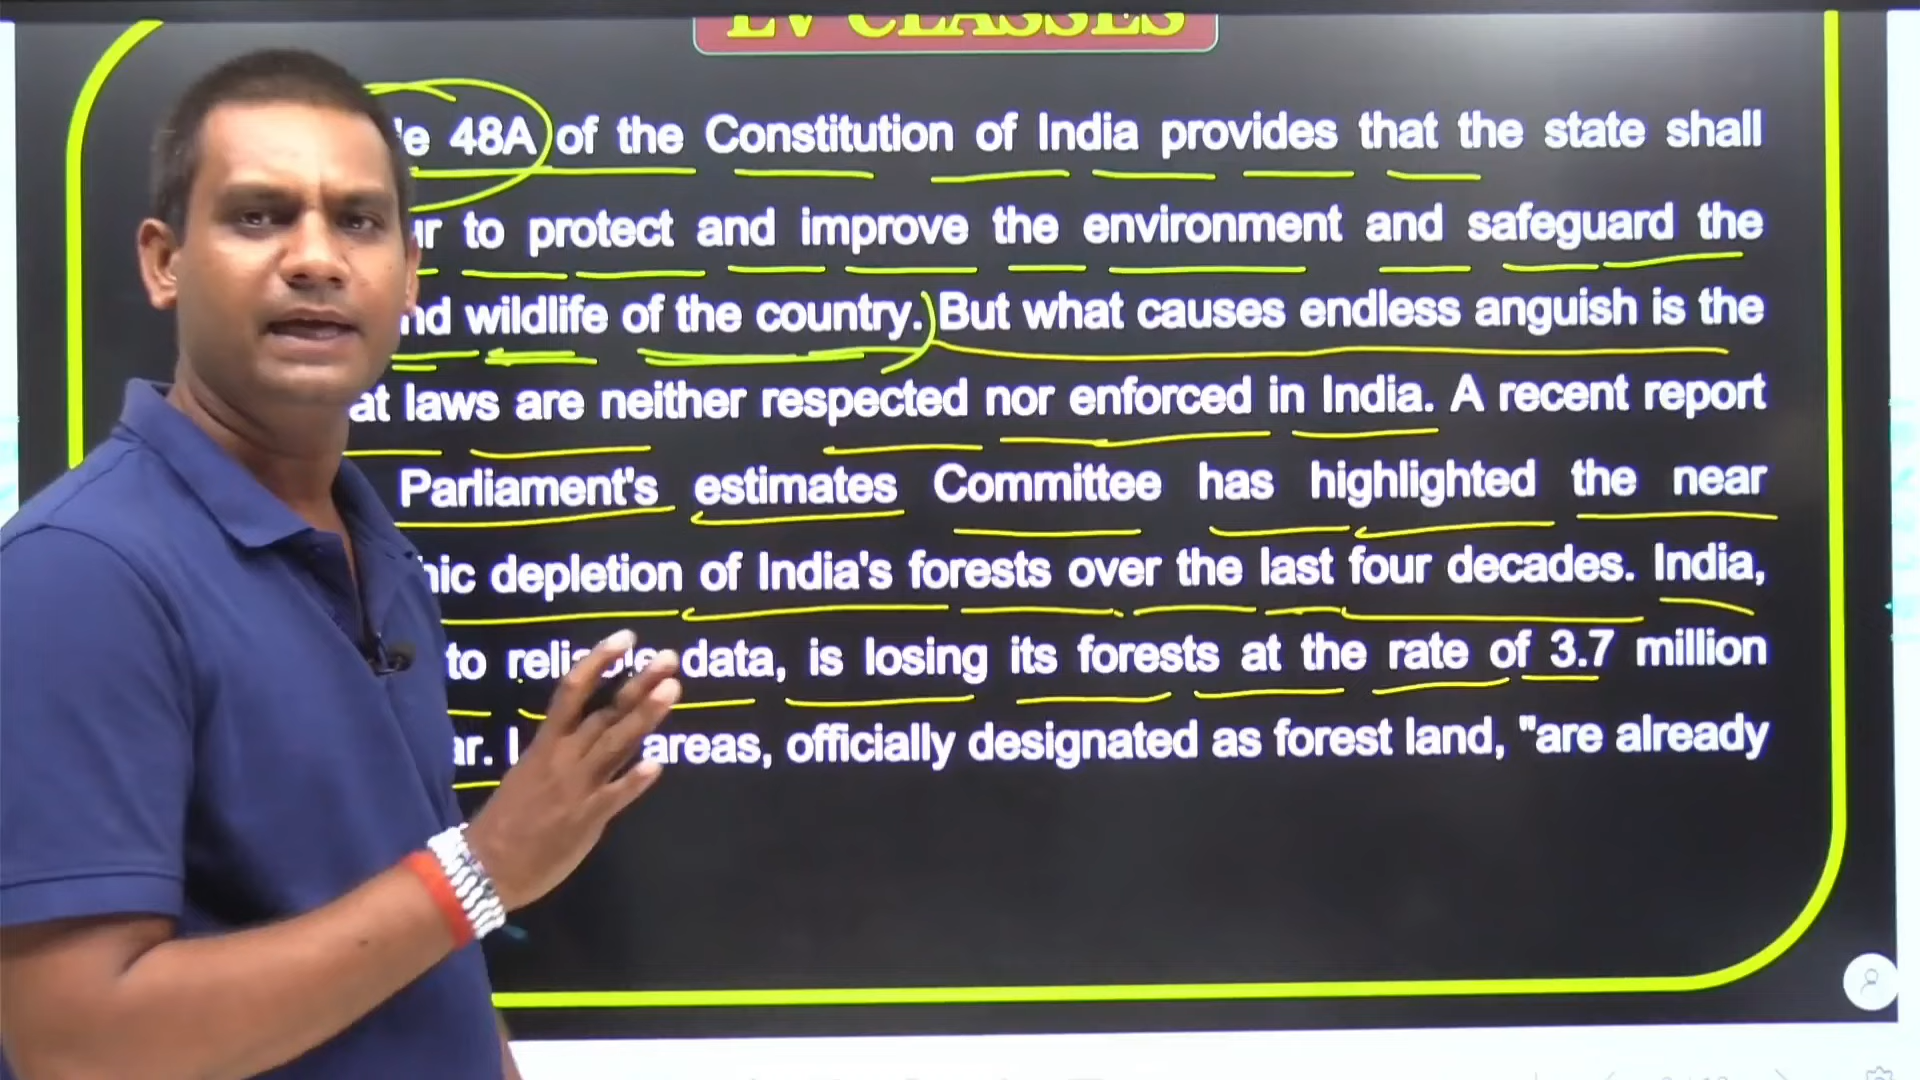 EV CLASSES
48A of the Constitution of India provides that the state shall
to protect and improve the environment and safeguard the
wildlife of the country. But what causes endless anguish is the
laws are neither respected nor enforced in India. A recent report
Parliament's estimates Committee has highlighted the near
depletion of India's forests over the last four decades. India,
to reliable data, is losing its forests at the rate of 3.7 million
areas, officially designated as forest land, "are already